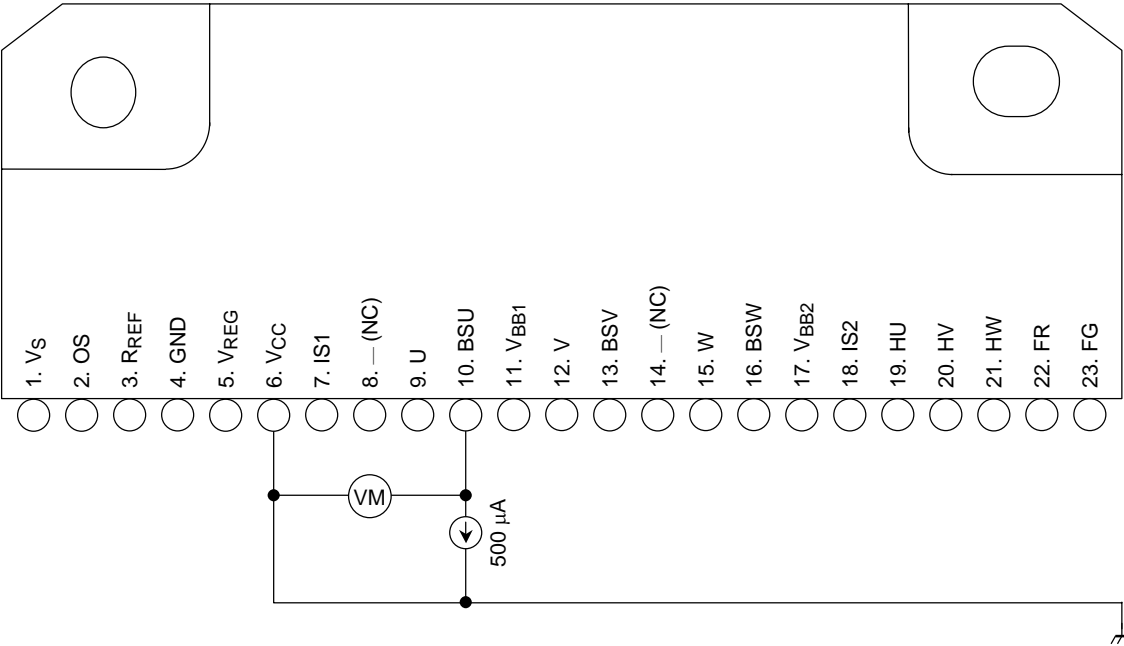 1. VS
2. OS
3. RREF
4. GND
5. VREG
6. VCC
7. IS1
8. — (NC)
9. U
10. BSU
11. VBB1
12. V
13. BSV
14. — (NC)
15. W
16. BSW
17. VBB2
18. IS2
19. HU
20. HV
21. HW
22. FR
23. FG
VM
500 μA